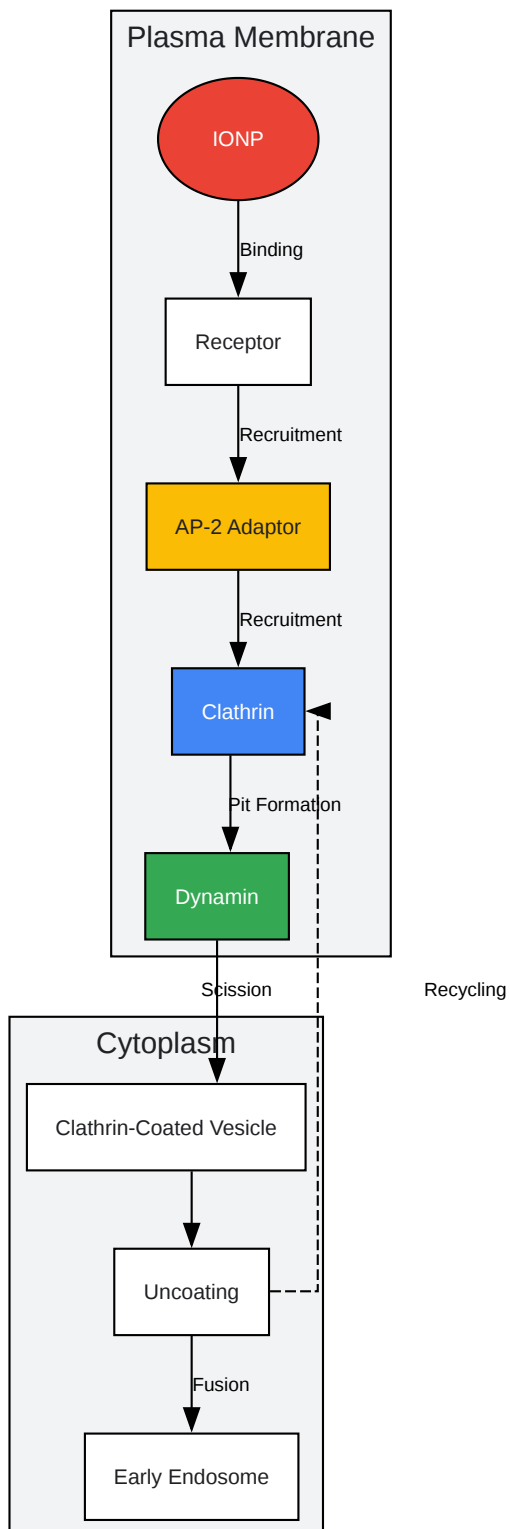 Plasma Membrane
IONP
Binding
Receptor
Recruitment
AP-2 Adaptor
Recruitment
Clathrin
Pit Formation
Dynamin
Scission
Recycling
Cytoplasm
Clathrin-Coated Vesicle
Uncoating
Fusion
Early Endosome